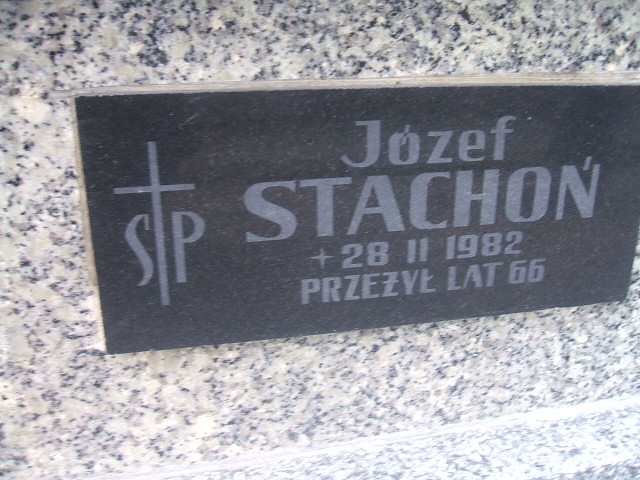 Józef
STACHOŃ
SP
+28 II 1982
PRZEŻYŁ LAT 66